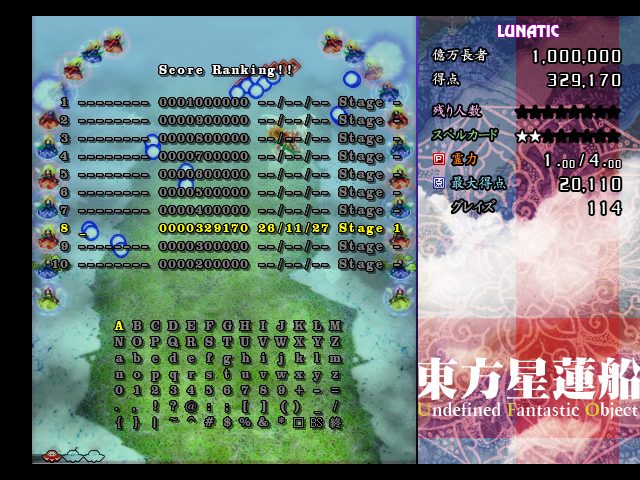 Score Ranking!!
1 -------- 0001000000 --/--/-- Stage -
2 -------- 0000900000 --/--/-- Stage -
3 -------- 0000800000 --/--/-- Stage -
4 -------- 0000700000 --/--/-- Stage -
5 -------- 0000600000 --/--/-- Stage -
6 -------- 0000500000 --/--/-- Stage -
7 -------- 0000400000 --/--/-- Stage -
8 _ 0000329170 26/11/27 Stage 1
9 -------- 0000300000 --/--/-- Stage -
10 -------- 0000200000 --/--/-- Stage -
A B C D E F G H I J K L M
N O P Q R S T U V W X Y Z
a b c d e f g h i j k l m
n o p q r s t u v w x y z
0 1 2 3 4 5 6 7 8 9 + - =
. , ! ? @ : ; [ ] ( ) _ /
{ } | ~ ^ # $ % & * □ BS 終
LUNATIC
億万長者 1,000,000
得点 329,170
残り人数
スペルカード ★★
P 霊力 1.00/4.00
点 最大得点 20,110
グレイズ 114
東方星蓮船
Undefined Fantastic Object